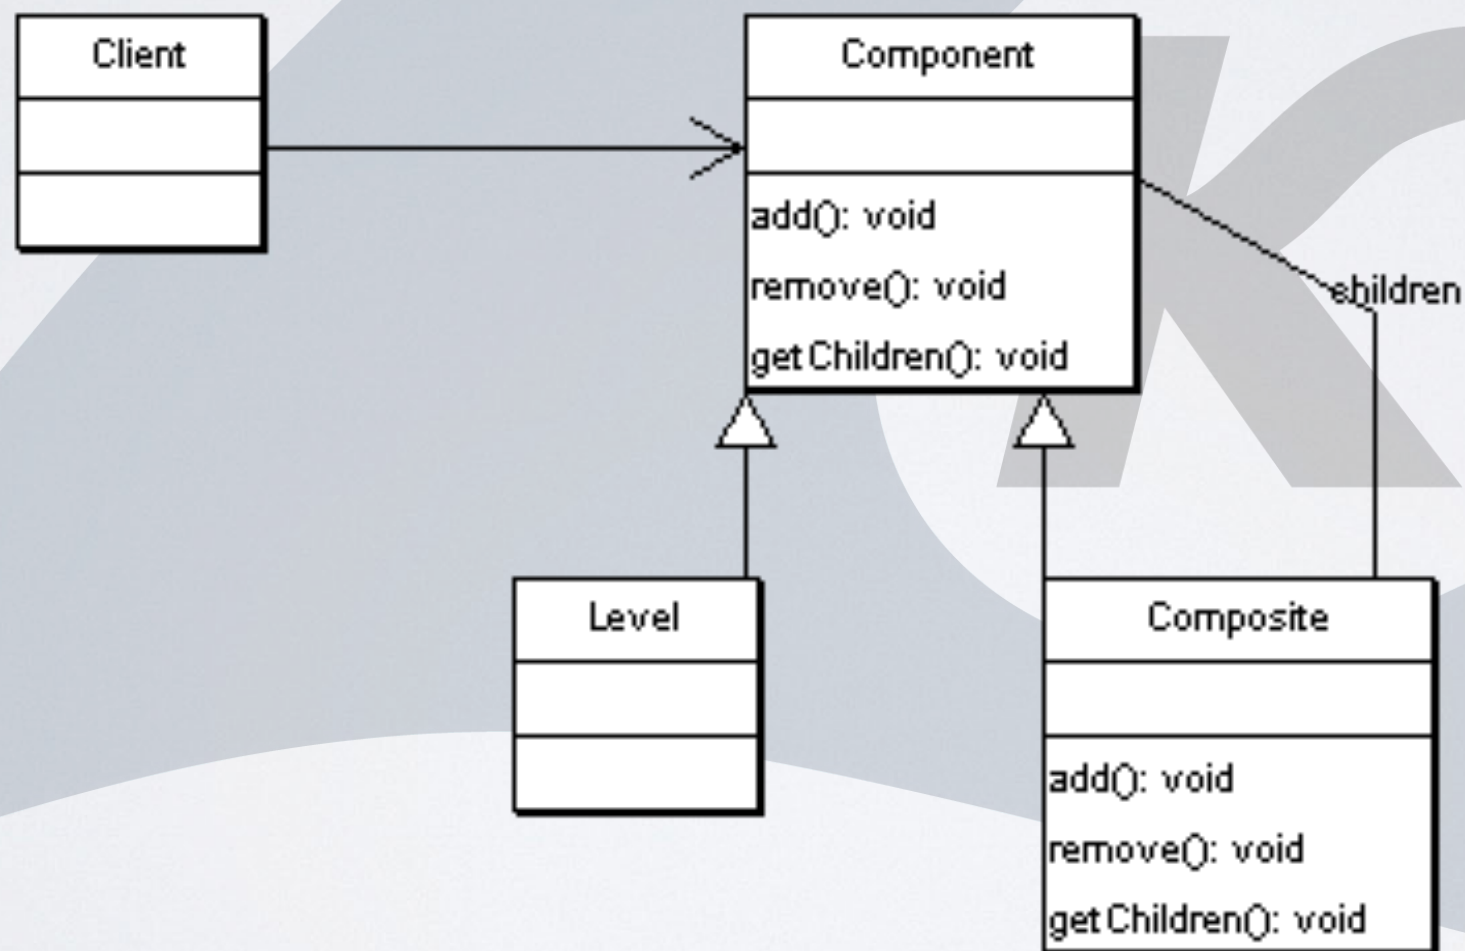 Client
Component
add(): void
remove(): void
getChildren(): void
children
Level
Composite
add(): void
remove(): void
getChildren(): void